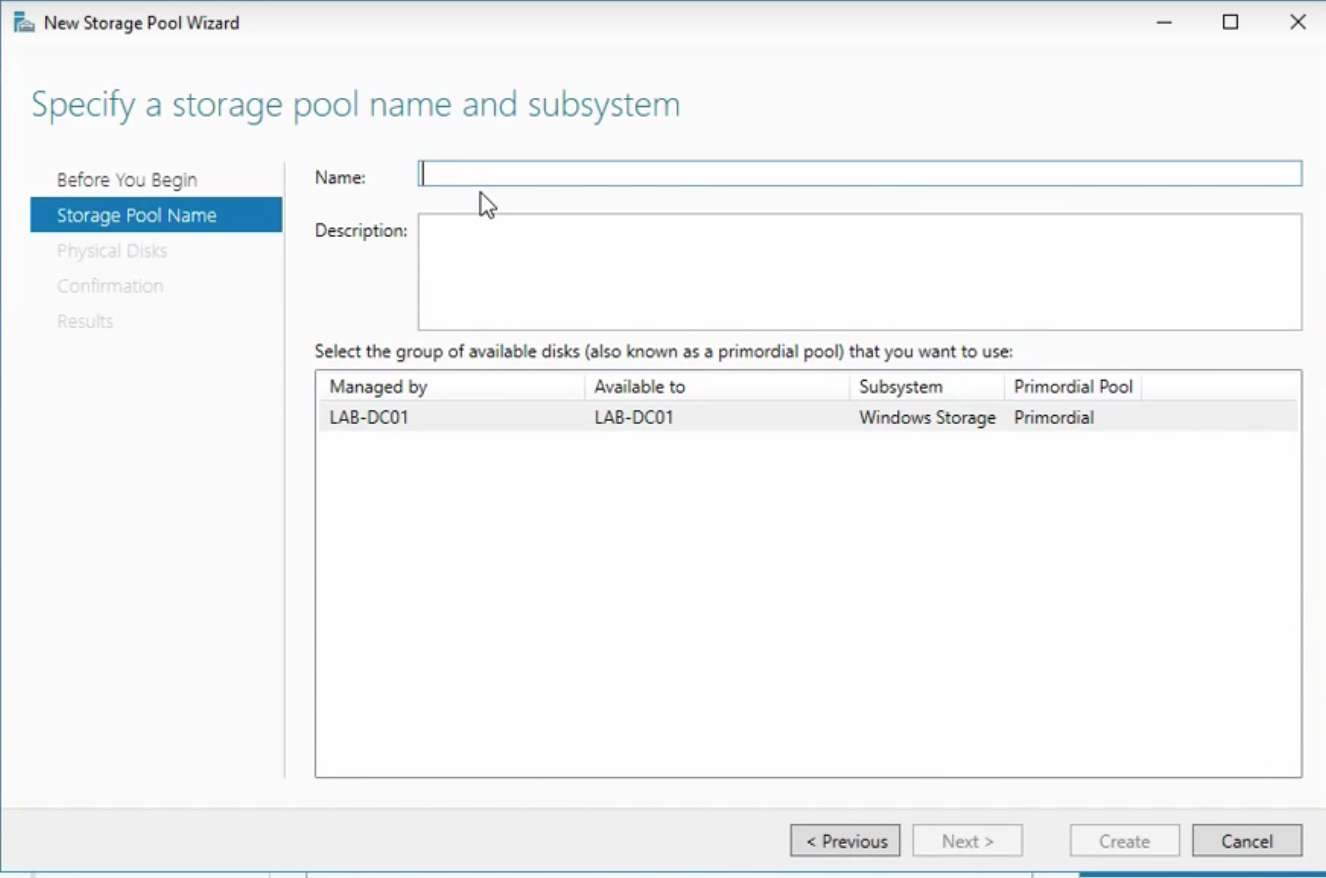 New Storage Pool Wizard
Specify a storage pool name and subsystem
Before You Begin
Storage Pool Name
Physical Disks
Confirmation
Results
Name:
Description:
Select the group of available disks (also known as a primordial pool) that you want to use:
Managed by Available to Subsystem Primordial Pool
LAB-DC01 LAB-DC01 Windows Storage Primordial
< Previous Next > Create Cancel